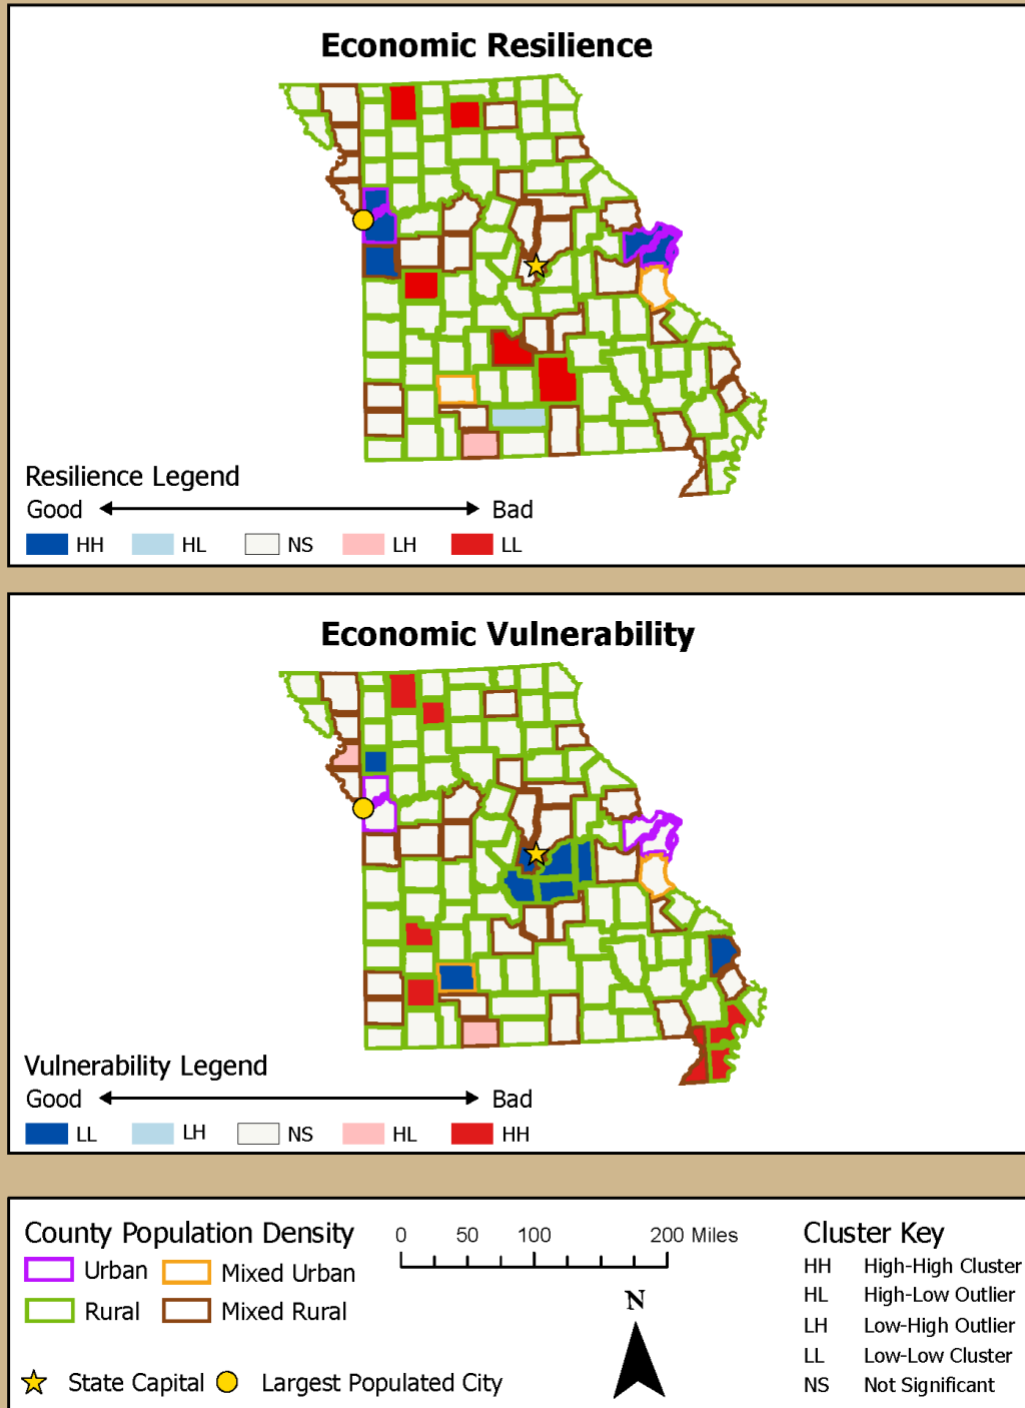 Economic Resilience
Resilience Legend
Good Bad
HH HL NS LH LL
Economic Vulnerability
Vulnerability Legend
Good Bad
LL LH NS HL HH
County Population Density
Urban Mixed Urban
Rural Mixed Rural
State Capital Largest Populated City
0 50 100 200 Miles
N
Cluster Key
HH High-High Cluster
HL High-Low Outlier
LH Low-High Outlier
LL Low-Low Cluster
NS Not Significant